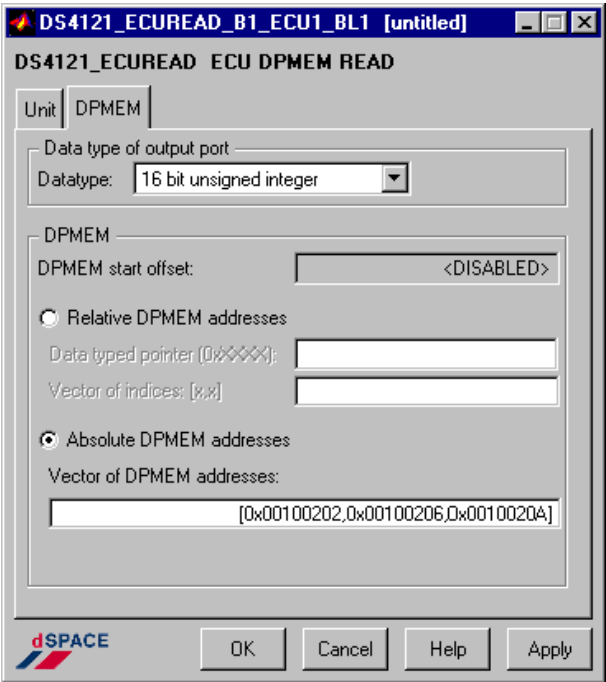 DS4121_ECUREAD_B1_ECU1_BL1 [untitled]
DS4121_ECUREAD ECU DPMEM READ
Unit DPMEM
Data type of output port
Datatype: 16 bit unsigned integer
DPMEM
DPMEM start offset: <DISABLED>
Relative DPMEM addresses
Data typed pointer (0xXXXX):
Vector of indices: [x,x]
Absolute DPMEM addresses
Vector of DPMEM addresses:
[0x00100202,0x00100206,0x0010020A]
dSPACE OK Cancel Help Apply